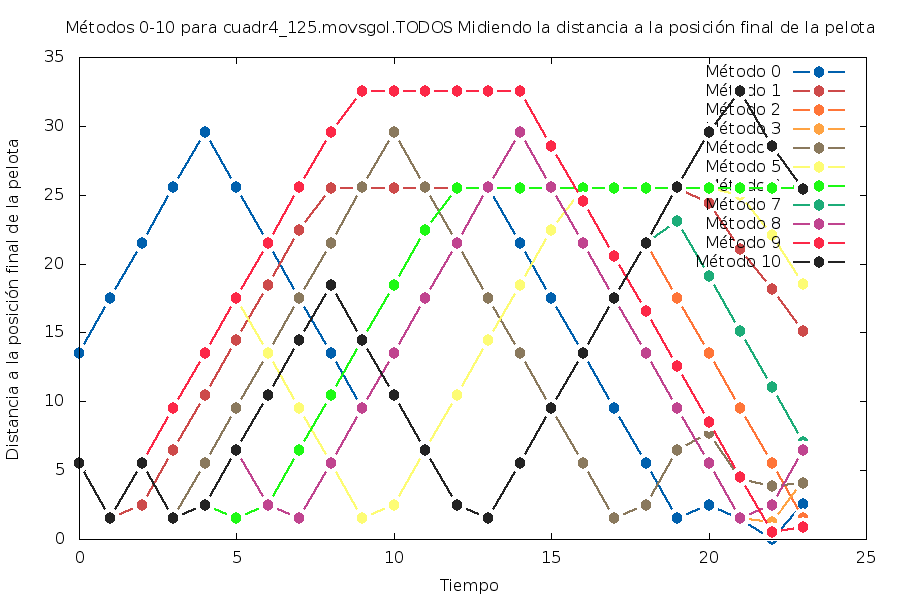 Métodos 0-10 para cuadr4_125.movsgol.TODOS Midiendo la distancia a la posición final de la pelota
35
30
25
20
15
10
5
0
Distancia a la posición final de la pelota
0
5
10
15
20
25
Tiempo
Método 0
Método 1
Método 2
Método 3
Método
Método 5
Método 7
Método 8
Método 9
Método 10